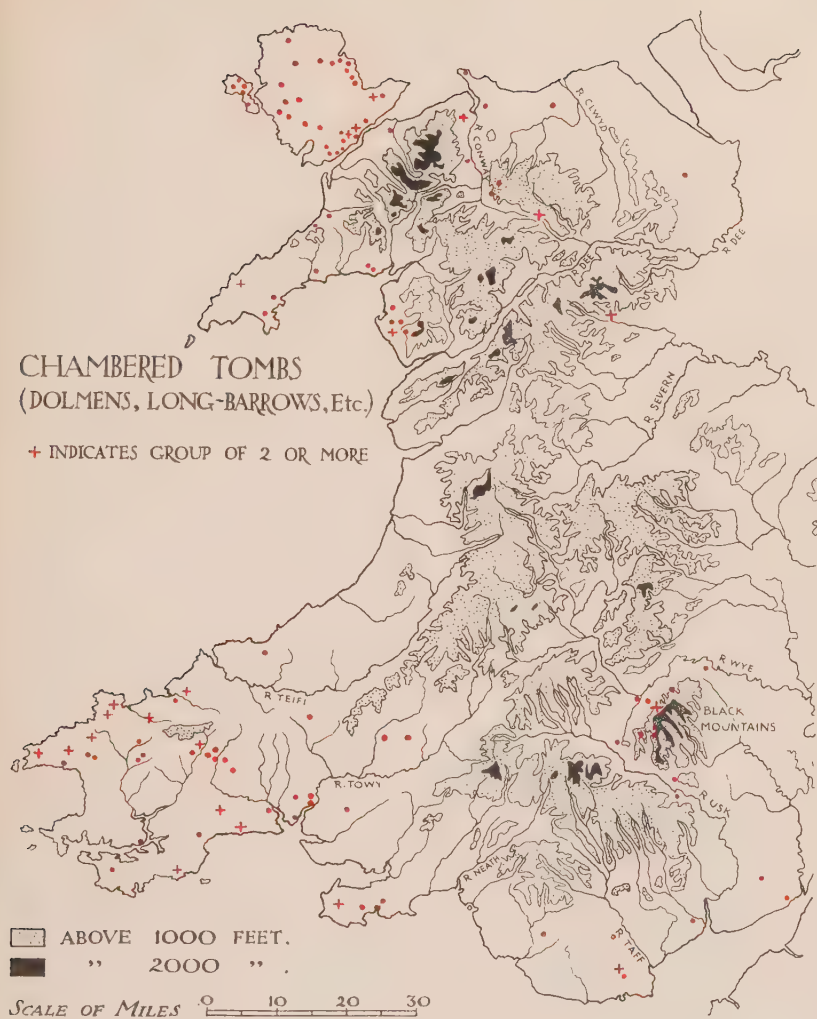 R. CLWYD
R. CONWAY
R. DEE
R. DEE
CHAMBERED TOMBS
(DOLMENS, LONG-BARROWS, Etc.)
+ INDICATES GROUP OF 2 OR MORE
R. SEVERN
R. WYE
R. TEIFI
BLACK
MOUNTAINS
R. TOWY
R. USK
R. NEATH
R. TAFF
ABOVE 1000 FEET.
" 2000 " .
SCALE OF MILES 0 10 20 30